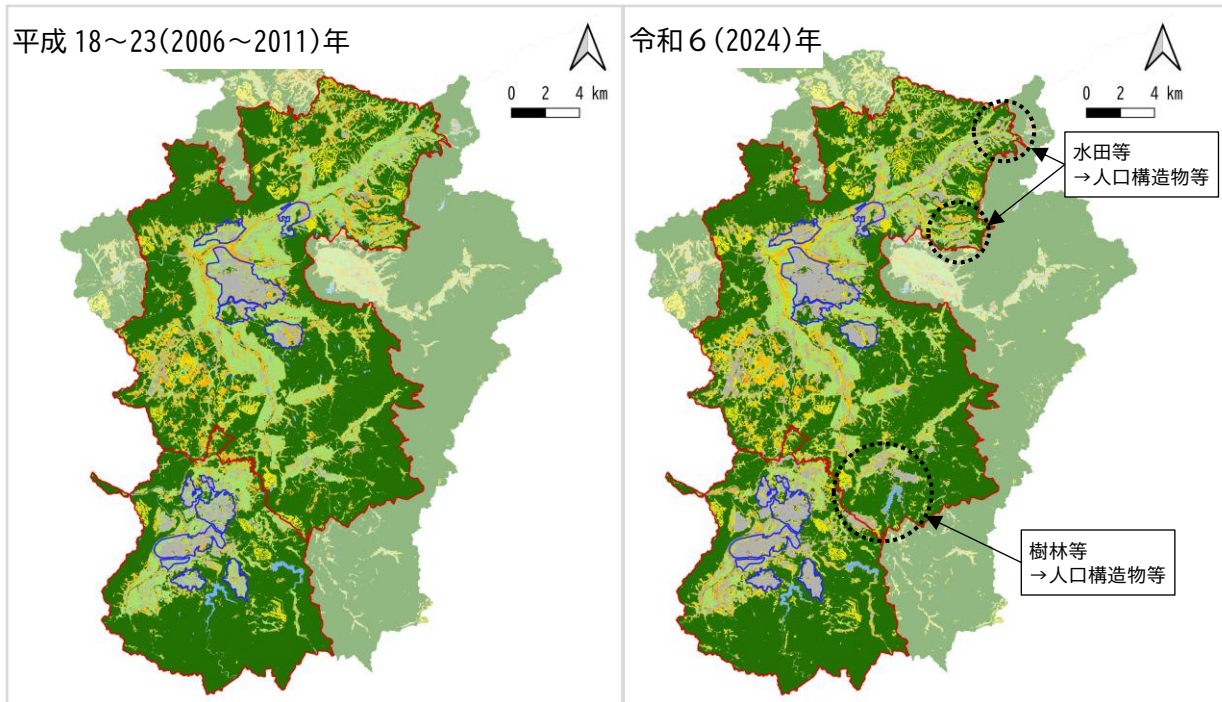 平成 18～23(2006～2011)年
0 2 4 km
令和６(2024)年
0 2 4 km
水田等
→人口構造物等
樹林等
→人口構造物等